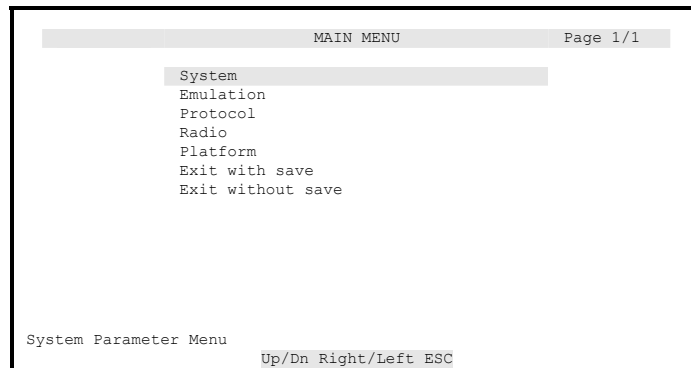 MAIN MENU Page 1/1
System
Emulation
Protocol
Radio
Platform
Exit with save
Exit without save
System Parameter Menu
Up/Dn Right/Left ESC